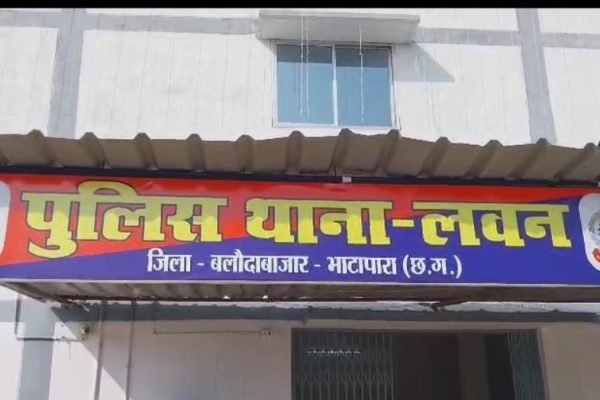 पुलिस थाना-लवन
जिला - बलौदाबाजार - भाटापारा (छ.ग.)